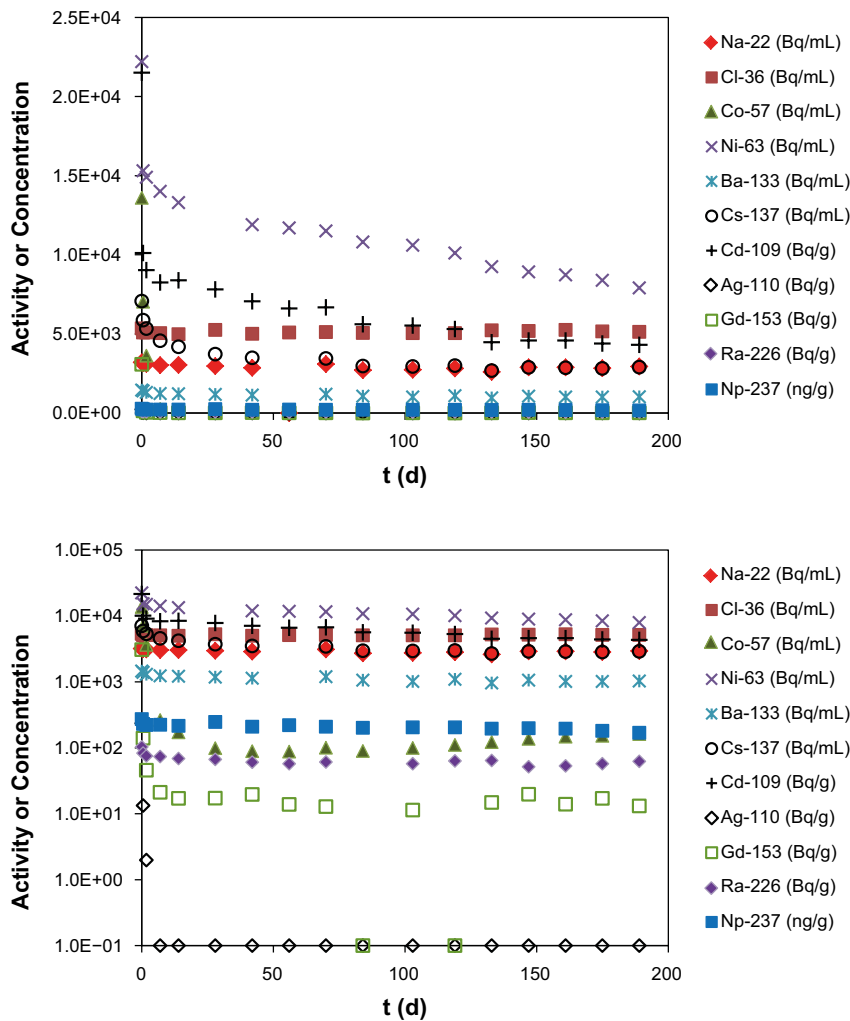 2.5E+04
2.0E+04
1.5E+04
1.0E+04
5.0E+03
0.0E+00
0 50 100 150 200
Activity or Concentration
t (d)
Na-22 (Bq/mL)
Cl-36 (Bq/mL)
Co-57 (Bq/mL)
Ni-63 (Bq/mL)
Ba-133 (Bq/mL)
Cs-137 (Bq/mL)
Cd-109 (Bq/g)
Ag-110 (Bq/g)
Gd-153 (Bq/g)
Ra-226 (Bq/g)
Np-237 (ng/g)
1.0E+05
1.0E+04
1.0E+03
1.0E+02
1.0E+01
1.0E+00
1.0E−01
0 50 100 150 200
Activity or Concentration
t (d)
Na-22 (Bq/mL)
Cl-36 (Bq/mL)
Co-57 (Bq/mL)
Ni-63 (Bq/mL)
Ba-133 (Bq/mL)
Cs-137 (Bq/mL)
Cd-109 (Bq/g)
Ag-110 (Bq/g)
Gd-153 (Bq/g)
Ra-226 (Bq/g)
Np-237 (ng/g)